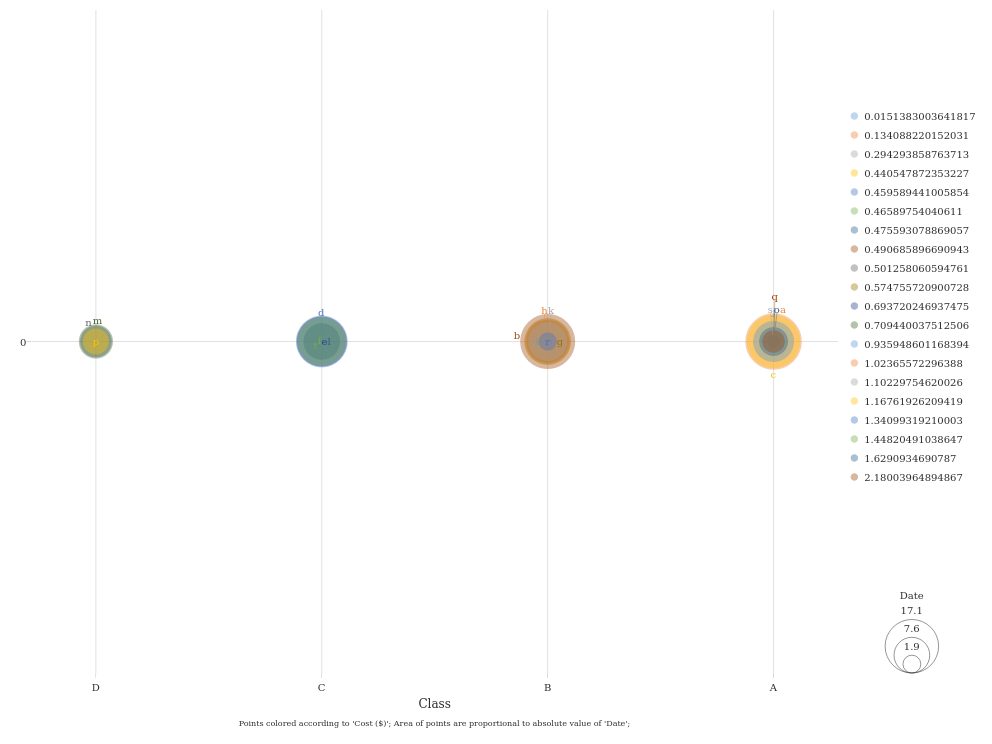 0.0151383003641817
0.134088220152031
0.294293858763713
0.440547872353227
0.459589441005854
0.46589754040611
0.475593078869057
0.490685896690943
0.501258060594761
0.574755720900728
0.693720246937475
0.709440037512506
0.935948601168394
1.02365572296388
1.10229754620026
1.16761926209419
1.34099319210003
1.44820491038647
1.6290934690787
2.18003964894867
q
s p a
d
h k
n m
b
0
p
e l
r g
c
Date
17.1
7.6
1.9
D C B A
Class
Points colored according to 'Cost ($)'; Area of points are proportional to absolute value of 'Date';